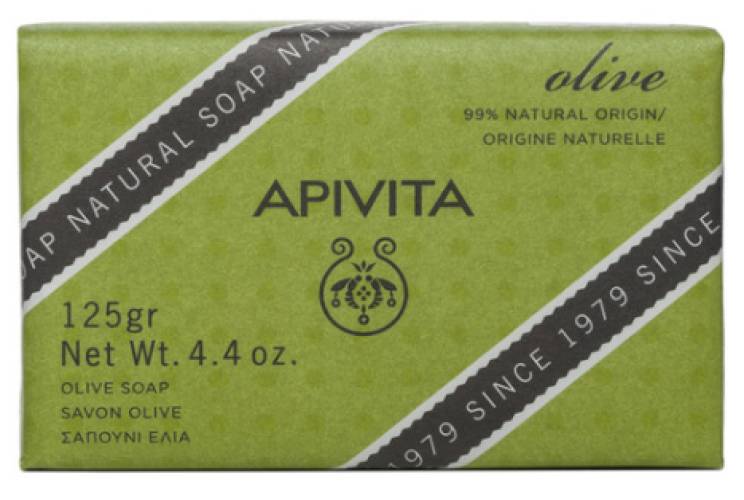 AP NATURAL SOAP NATU
olive
99% NATURAL ORIGIN/
ORIGINE NATURELLE
APIVITA
125gr
Net Wt. 4.4 oz.
OLIVE SOAP
SAVON OLIVE
ΣΑΠΟΥΝΙ ΕΛΙΑ
1979 SINCE 1979 SINCE